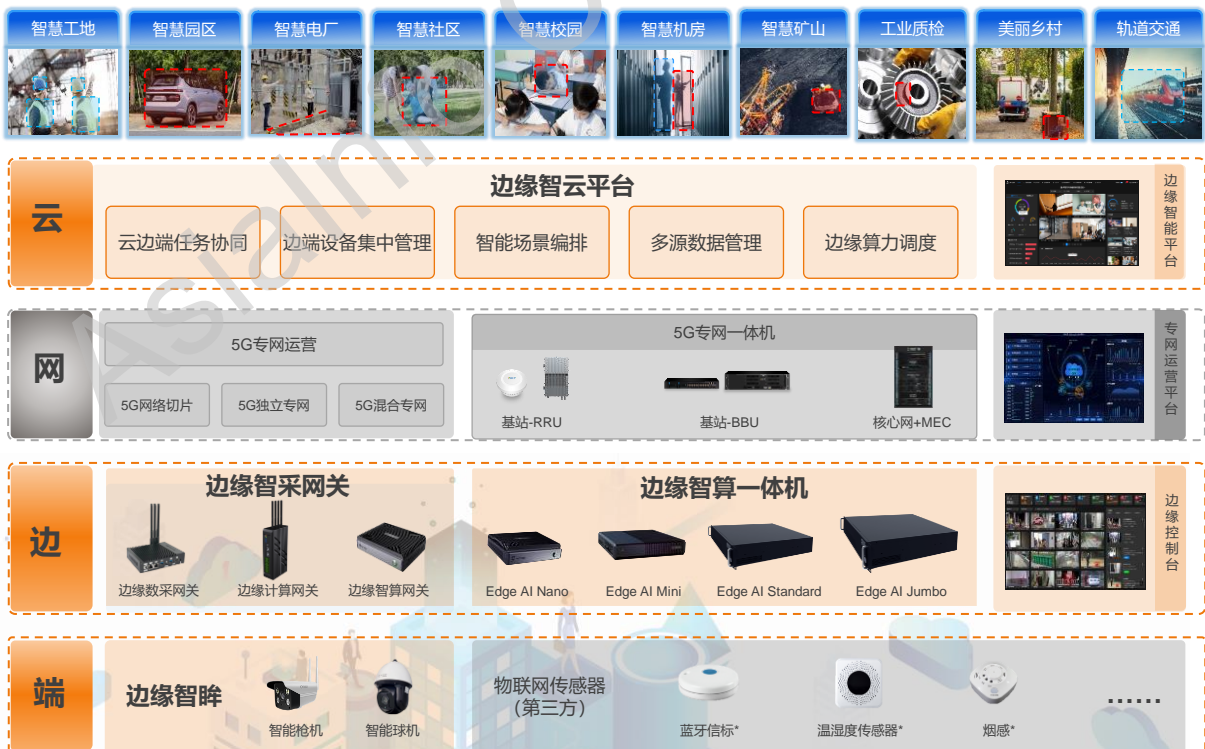 智慧工地
智慧园区
智慧电厂
智慧社区
智慧校园
智慧机房
智慧矿山
工业质检
美丽乡村
轨道交通
云
边缘智云平台
云边端任务协同
边端设备集中管理
智能场景编排
多源数据管理
边缘算力调度
边缘智能平台
网
5G专网运营
5G网络切片
5G独立专网
5G混合专网
5G专网一体机
基站-RRU
基站-BBU
核心网+MEC
专网运营平台
边
边缘智采网关
边缘数采网关
边缘计算网关
边缘智算网关
边缘智算一体机
Edge AI Nano
Edge AI Mini
Edge AI Standard
Edge AI Jumbo
边缘控制台
端
边缘智眸
智能枪机
智能球机
物联网传感器
(第三方)
蓝牙信标*
温湿度传感器*
烟感*
......